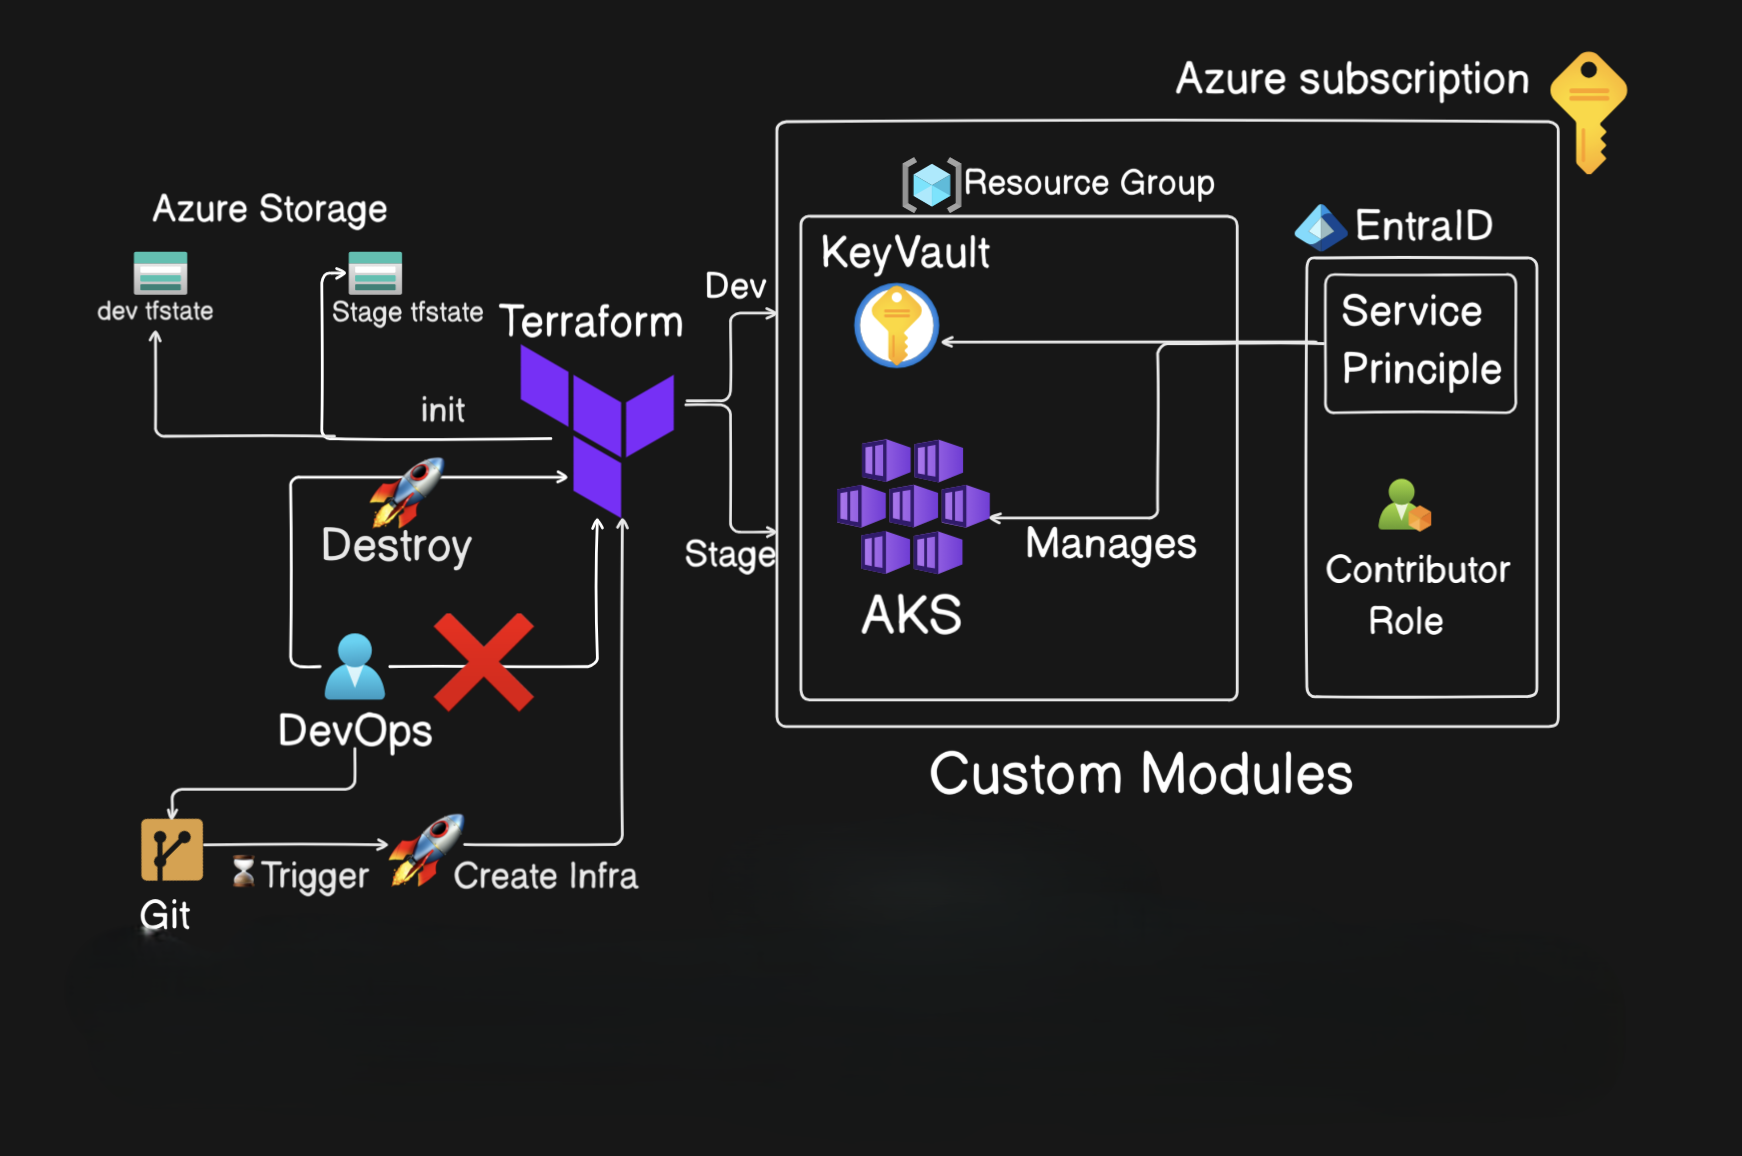 Azure subscription
Resource Group
Azure Storage
EntraID
KeyVault
Dev
dev tfstate
Stage tfstate
Terraform
Service
Principle
init
Destroy
Stage
Manages
Contributor
Role
AKS
DevOps
Custom Modules
Trigger
Create Infra
Git